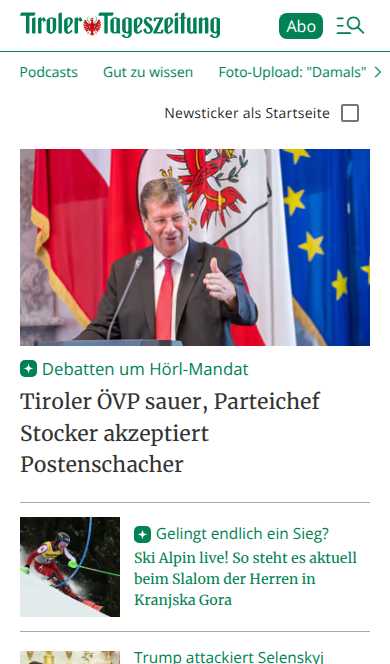 Tiroler Tageszeitung
Abo
Podcasts Gut zu wissen Foto-Upload: "Damals"
Newsticker als Startseite
Debatten um Hörl-Mandat
Tiroler ÖVP sauer, Parteichef
Stocker akzeptiert
Postenschacher
Gelingt endlich ein Sieg?
Ski Alpin live! So steht es aktuell
beim Slalom der Herren in
Kranjska Gora
Trump attackiert Selenskyj